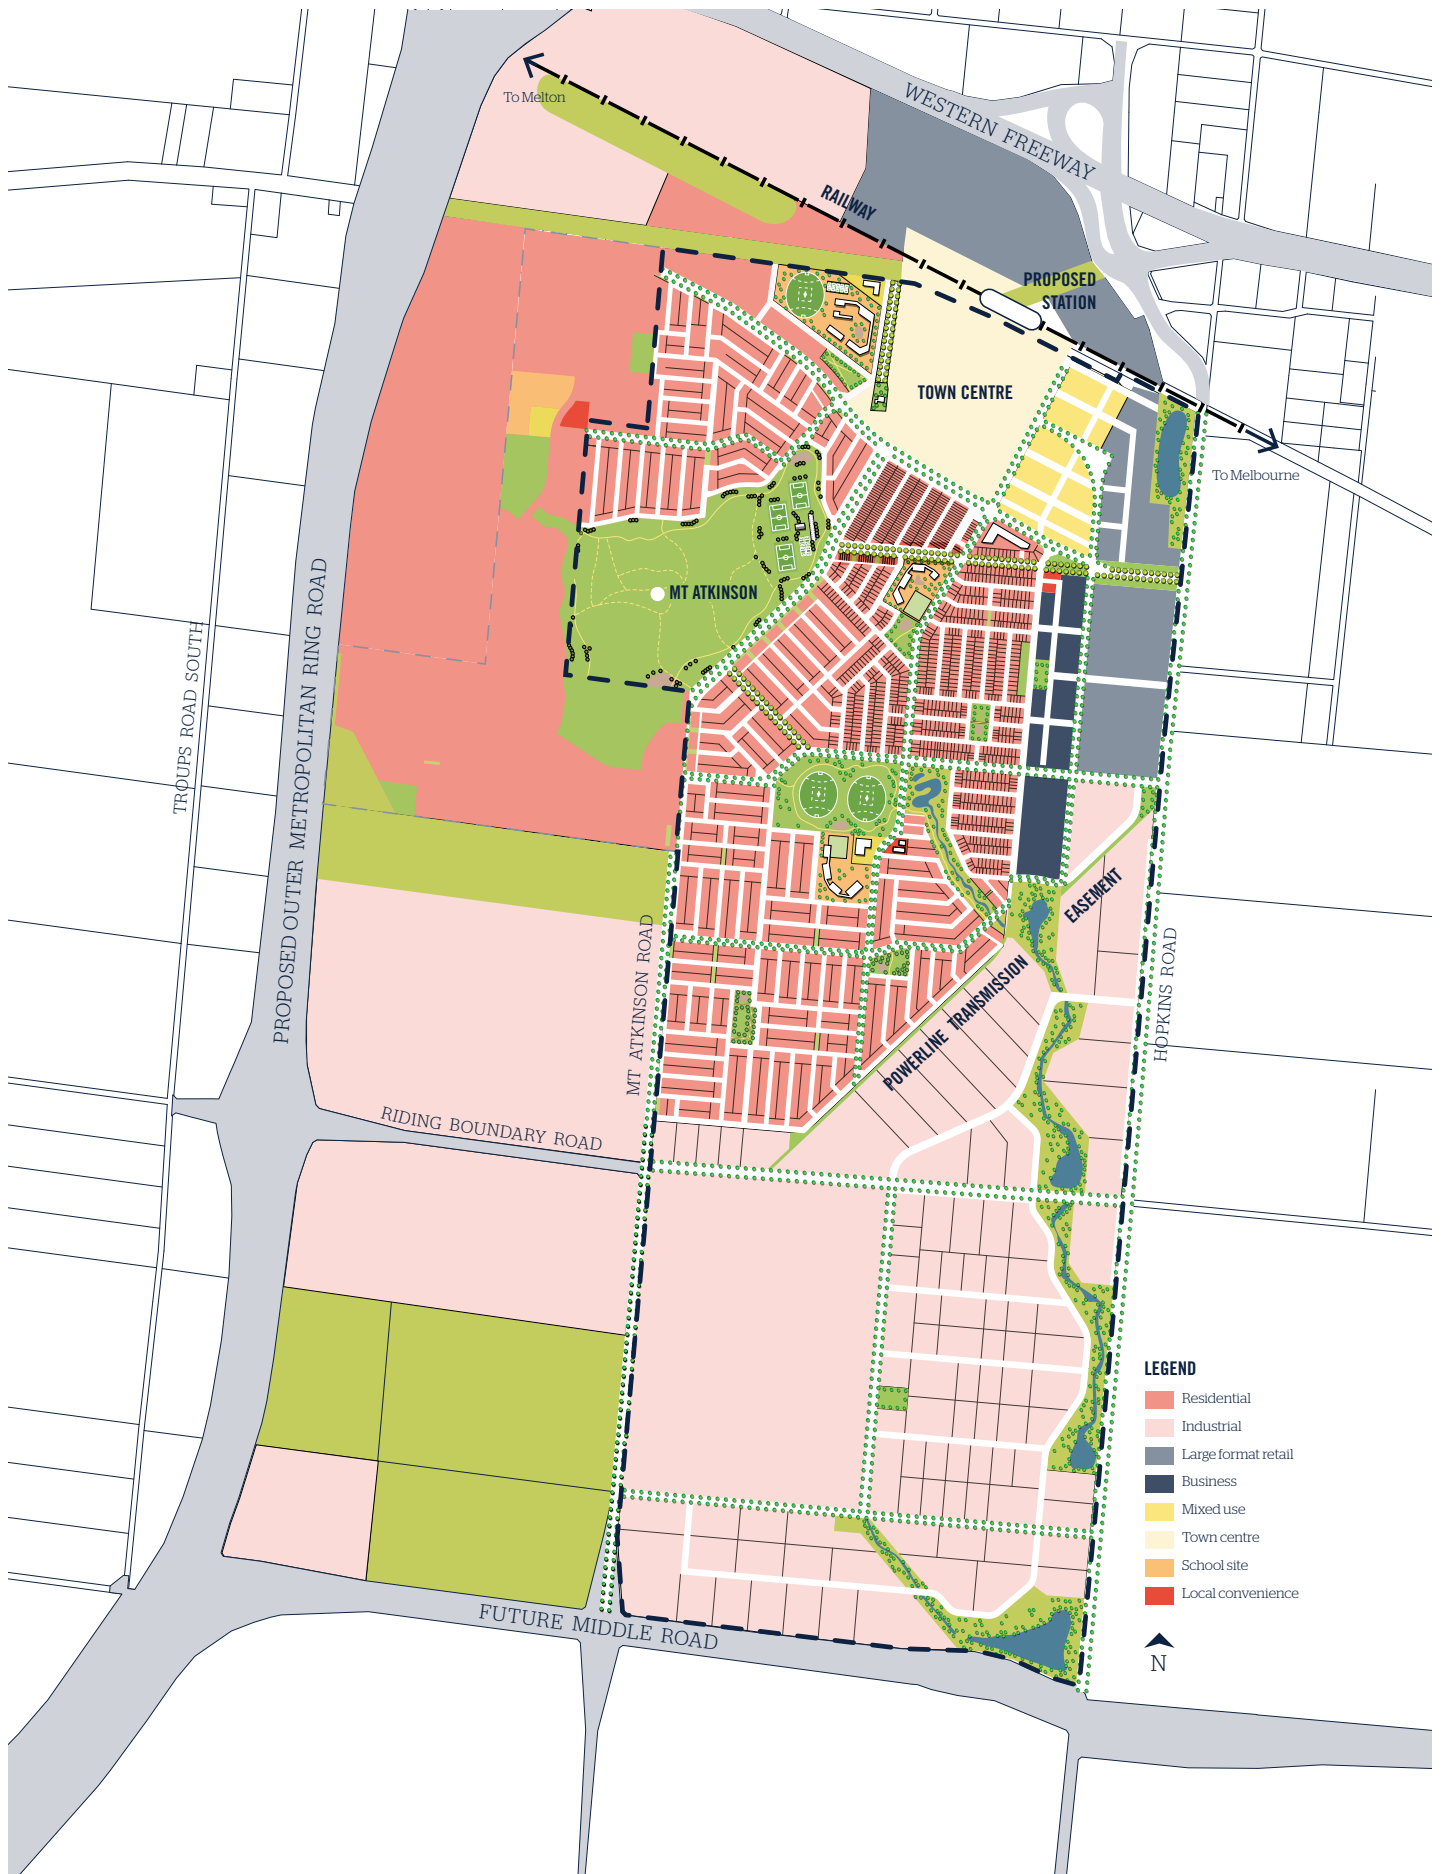 WESTERN FREEWAY
To Melton
RAILWAY
PROPOSED
STATION
TOWN CENTRE
To Melbourne
MT ATKINSON
TROUPS ROAD SOUTH
PROPOSED OUTER METROPOLITAN RING ROAD
EASEMENT
POWERLINE TRANSMISSION
MT ATKINSON ROAD
HOPKINS ROAD
RIDING BOUNDARY ROAD
LEGEND
Residential
Industrial
Large format retail
Business
Mixed use
Town centre
School site
Local convenience
N
FUTURE MIDDLE ROAD